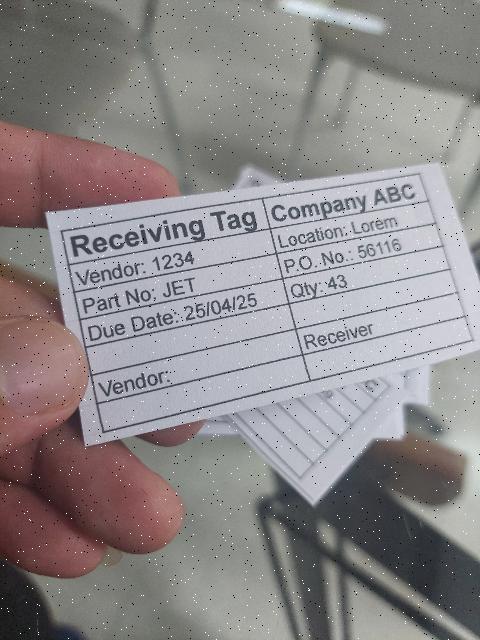 Receiving Tag
Company ABC
Vendor: 1234
Location: Lorem
Part No: JET
P.O. No.: 56116
Due Date: 25/04/25
Qty: 43
Vendor:
Receiver